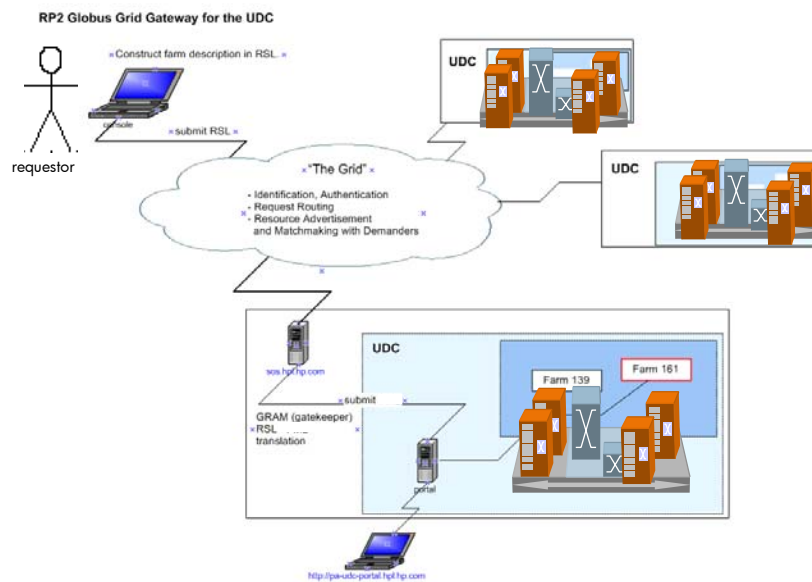 RP2 Globus Grid Gateway for the UDC
Construct farm description in RSL.
console
submit RSL
requestor
UDC
UDC
"The Grid"
- Identification, Authentication
- Request Routing
- Resource Advertisement
and Matchmaking with Demanders
sos.hpl.hp.com
UDC
Farm 139
Farm 161
submit
GRAM (gatekeeper)
RSL
translation
portal
http://pa-udc-portal.hpl.hp.com